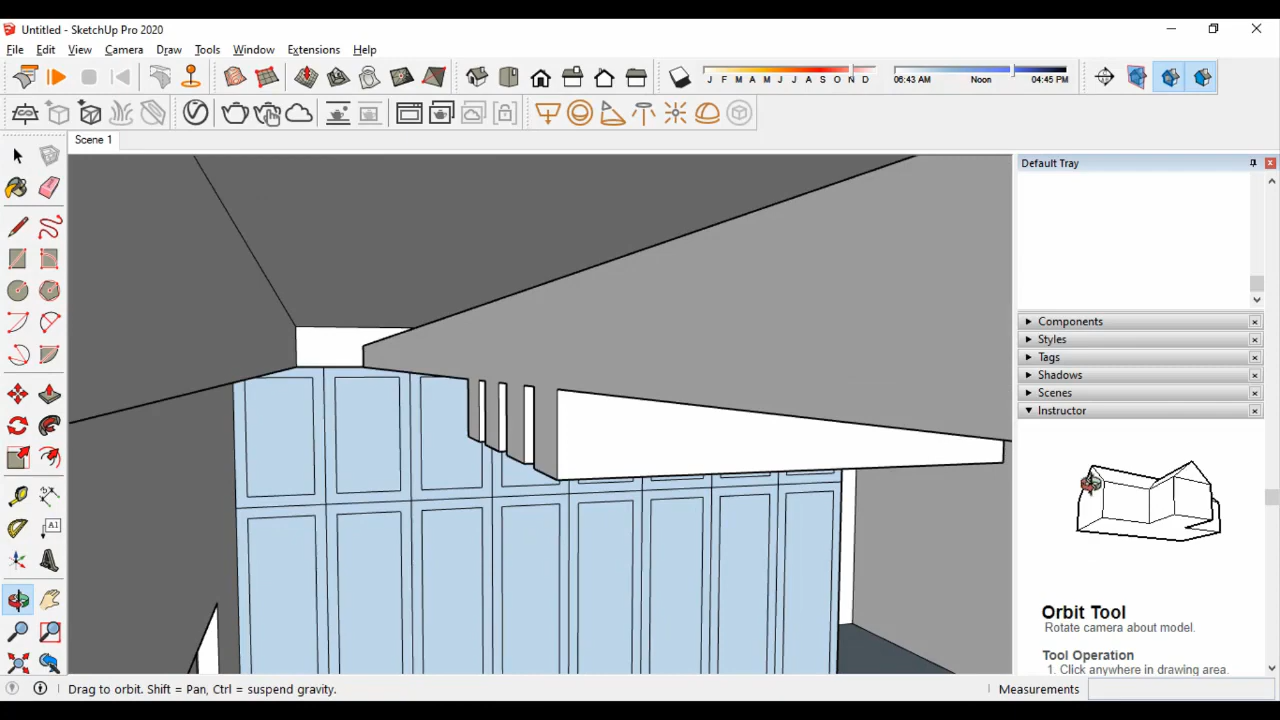 Untitled - SketchUp Pro 2020
File Edit View Camera Draw Tools Window Extensions Help
J F M A M J J A S O N D 06:43 AM Noon 04:45 PM
Scene 1
Default Tray
Components
Styles
Tags
Shadows
Scenes
Instructor
AI
Orbit Tool
Rotate camera about model.
Tool Operation
1. Click anywhere in drawing area.
Drag to orbit. Shift = Pan, Ctrl = suspend gravity.
Measurements